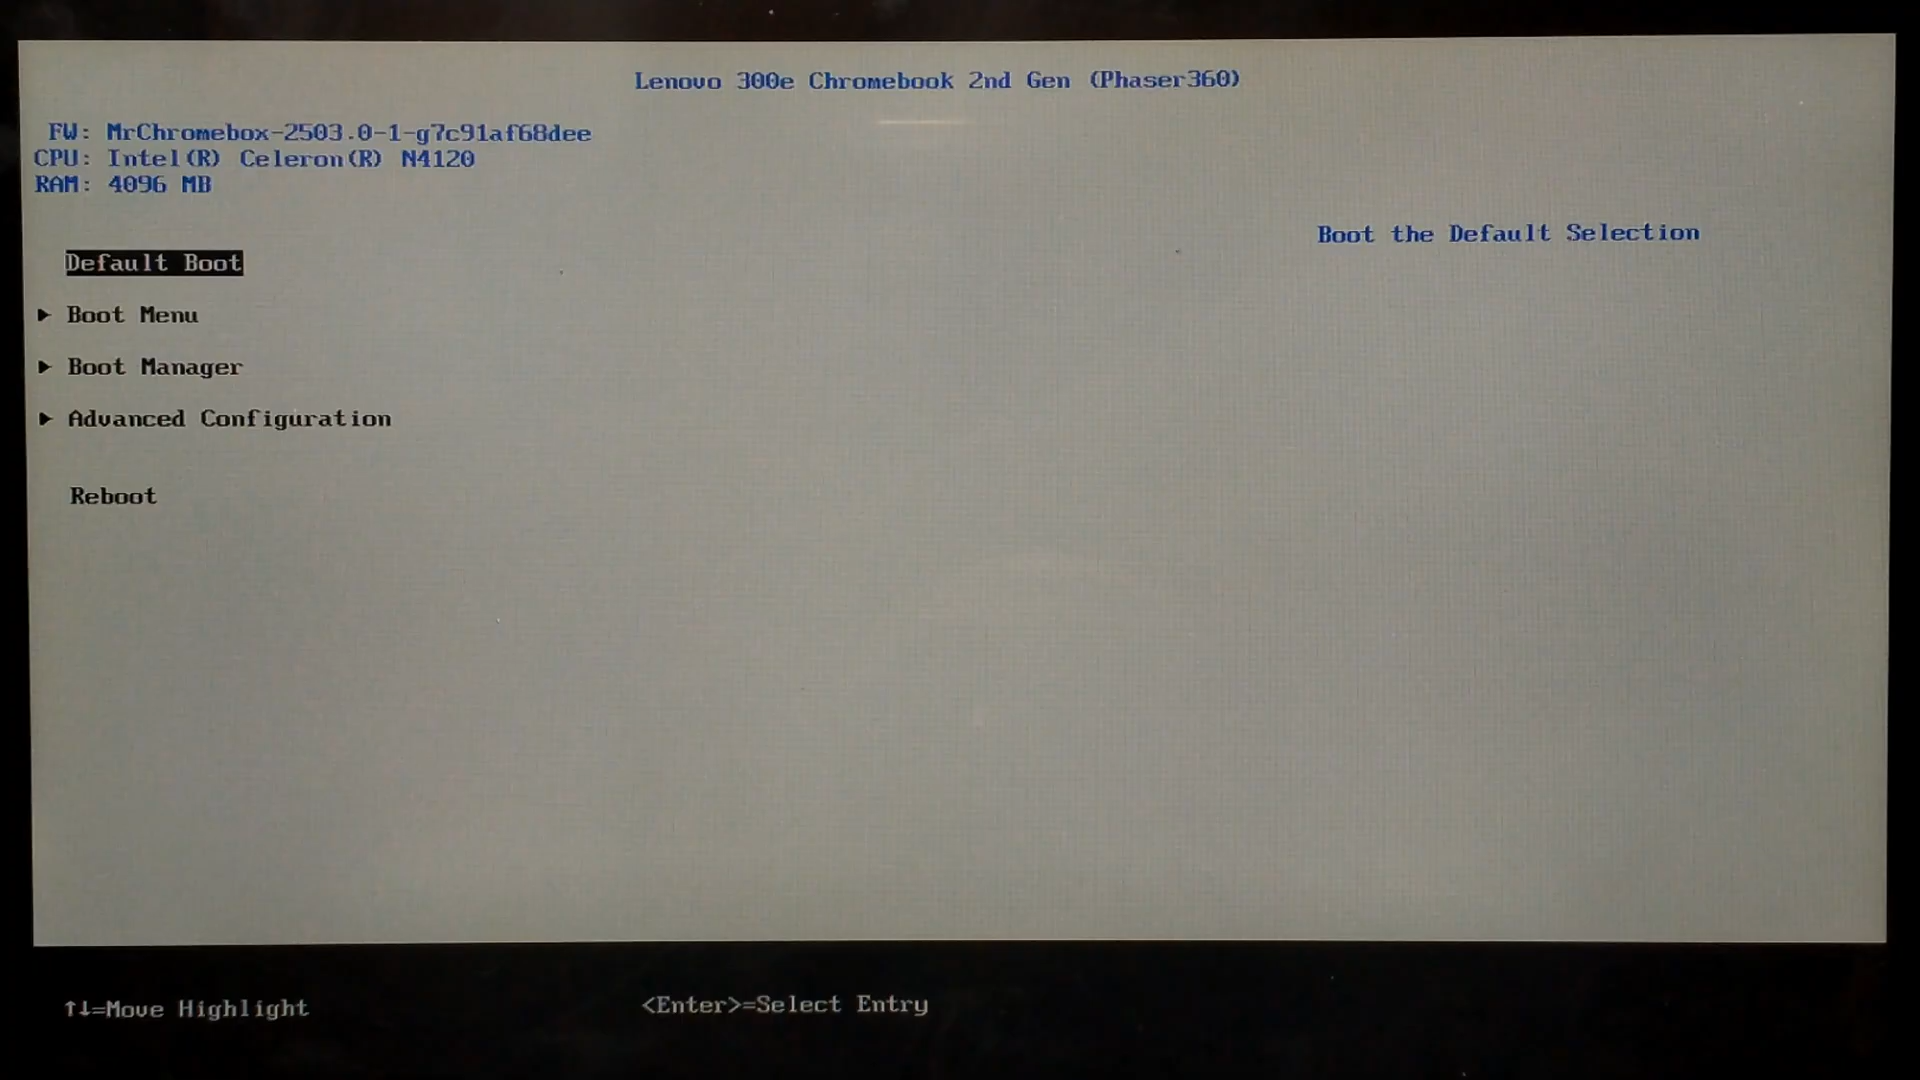 Lenovo 300e Chromebook 2nd Gen (Phaser360)
FW: MrChromebox-2503.0-1-g7c91af68dee
CPU: Intel(R) Celeron(R) N4120
RAM: 4096 MB
Boot the Default Selection
Default Boot
▶ Boot Menu
▶ Boot Manager
▶ Advanced Configuration
Reboot
↑↓=Move Highlight
<Enter>=Select Entry